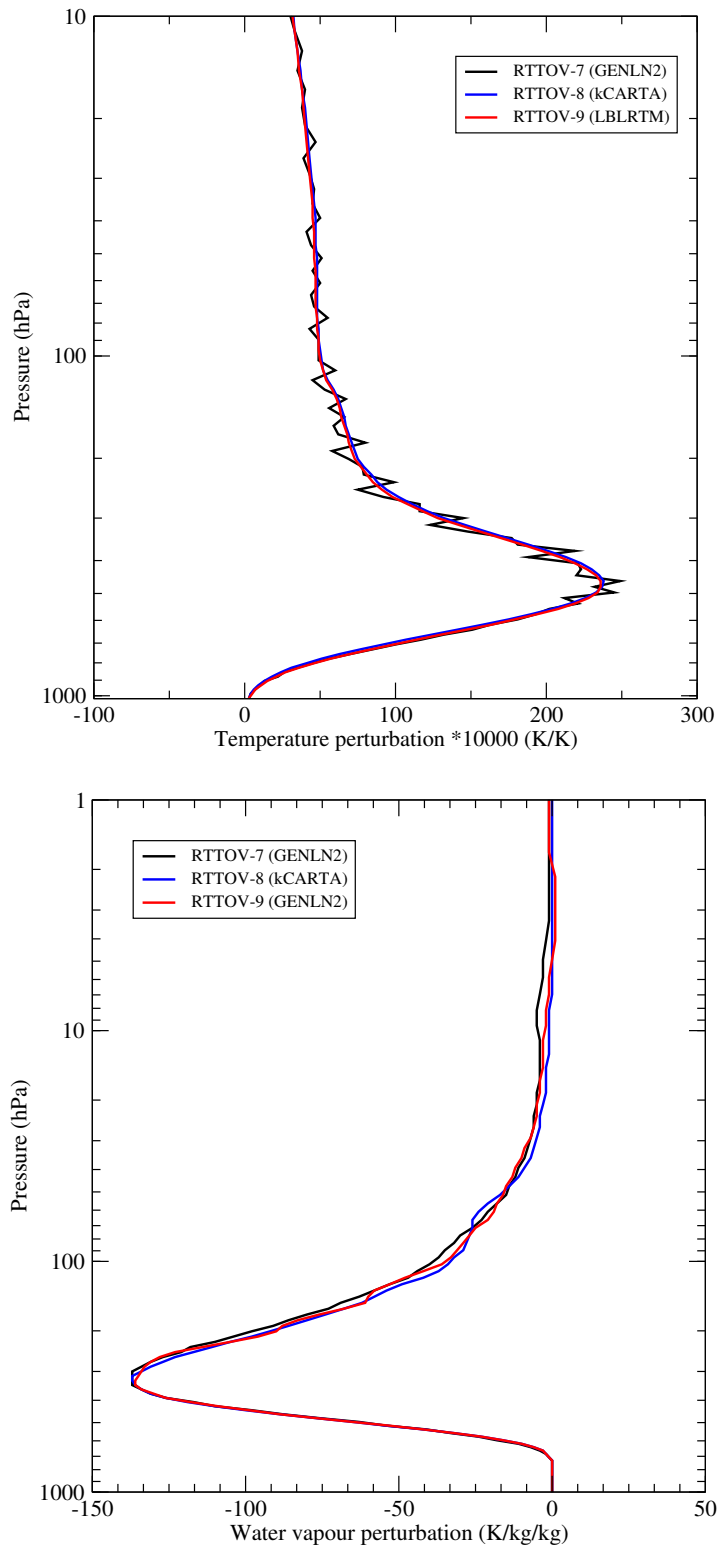 10
RTTOV-7 (GENLN2)
RTTOV-8 (kCARTA)
RTTOV-9 (LBLRTM)
Pressure (hPa)
100
1000
-100 0 100 200 300
Temperature perturbation *10000 (K/K)
1
RTTOV-7 (GENLN2)
RTTOV-8 (kCARTA)
RTTOV-9 (GENLN2)
10
Pressure (hPa)
100
1000
-150 -100 -50 0 50
Water vapour perturbation (K/kg/kg)